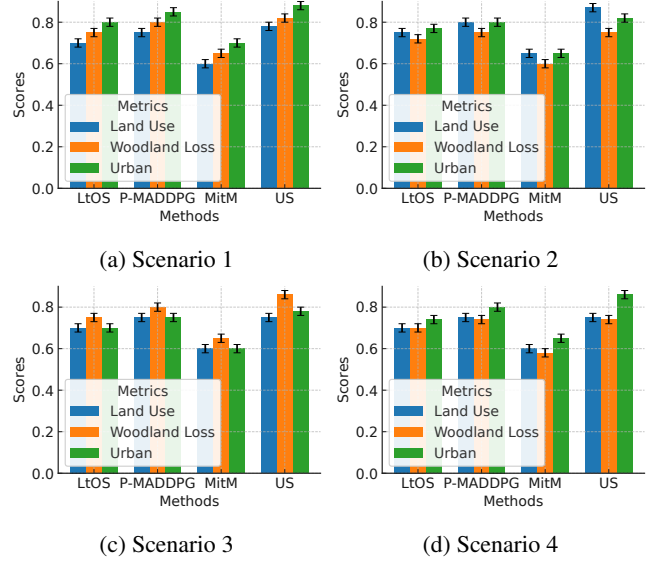 0.8
0.6
0.4
0.2
0.0
Scores
Metrics
Land Use
Woodland Loss
Urban
LtOS P-MADDPG MitM US
Methods
(a) Scenario 1
0.8
0.6
0.4
0.2
0.0
Scores
Metrics
Land Use
Woodland Loss
Urban
LtOS P-MADDPG MitM US
Methods
(b) Scenario 2
0.8
0.6
0.4
0.2
0.0
Scores
Metrics
Land Use
Woodland Loss
Urban
LtOS P-MADDPG MitM US
Methods
(c) Scenario 3
0.8
0.6
0.4
0.2
0.0
Scores
Metrics
Land Use
Woodland Loss
Urban
LtOS P-MADDPG MitM US
Methods
(d) Scenario 4